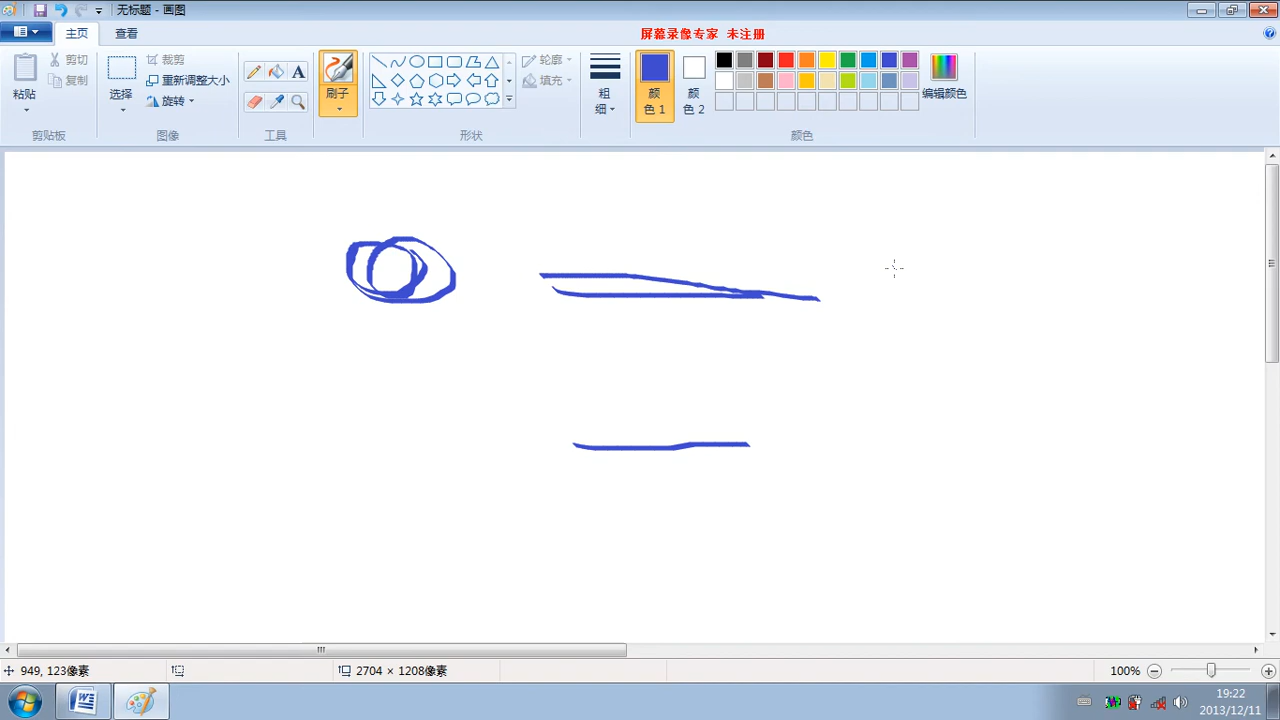 无标题 - 画图
主页
查看
屏幕录像专家 未注册
粘贴
剪切
复制
剪贴板
选择
裁剪
重新调整大小
旋转
图像
A
工具
刷子
轮廓
填充
形状
粗
细
颜
色 1
颜
色 2
编辑颜色
颜色
949, 123像素
2704 × 1208像素
100%
19:22
2013/12/11